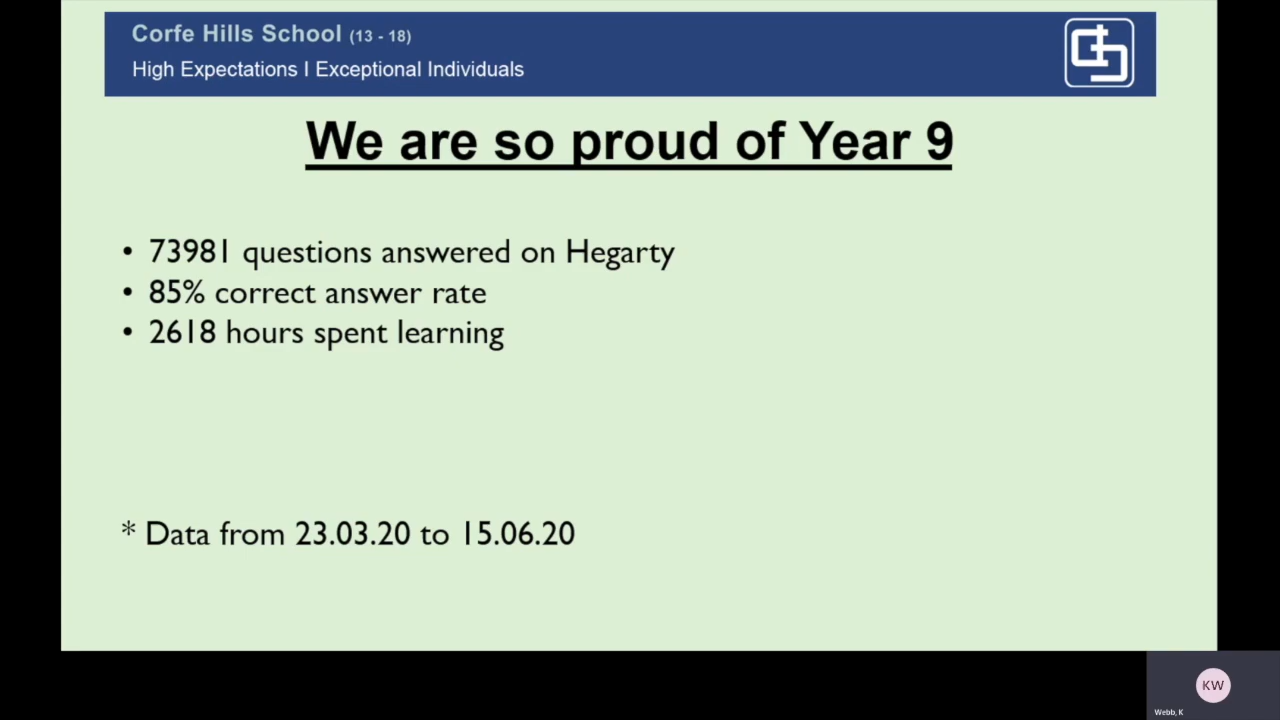 Corfe Hills School (13 - 18)
High Expectations I Exceptional Individuals
We are so proud of Year 9
• 73981 questions answered on Hegarty
• 85% correct answer rate
• 2618 hours spent learning
* Data from 23.03.20 to 15.06.20
KW
Webb, K